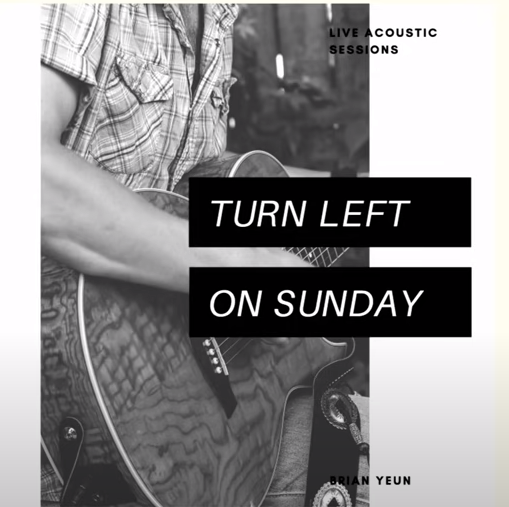 LIVE ACOUSTIC
SESSIONS
TURN LEFT
ON SUNDAY
BRIAN YEUN